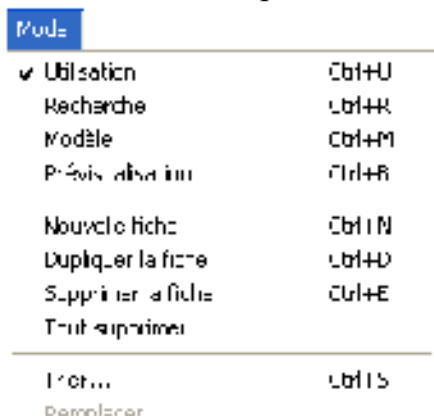 Mode
✔ Utilisation Ctrl+U
Recherche Ctrl+R
Modèle Ctrl+M
Prévisualisation Ctrl+B
Nouvelle fiche Ctrl+N
Dupliquer la fiche Ctrl+D
Supprimer la fiche Ctrl+E
Tout supprimer
Trier... Ctrl+S
Remplacer